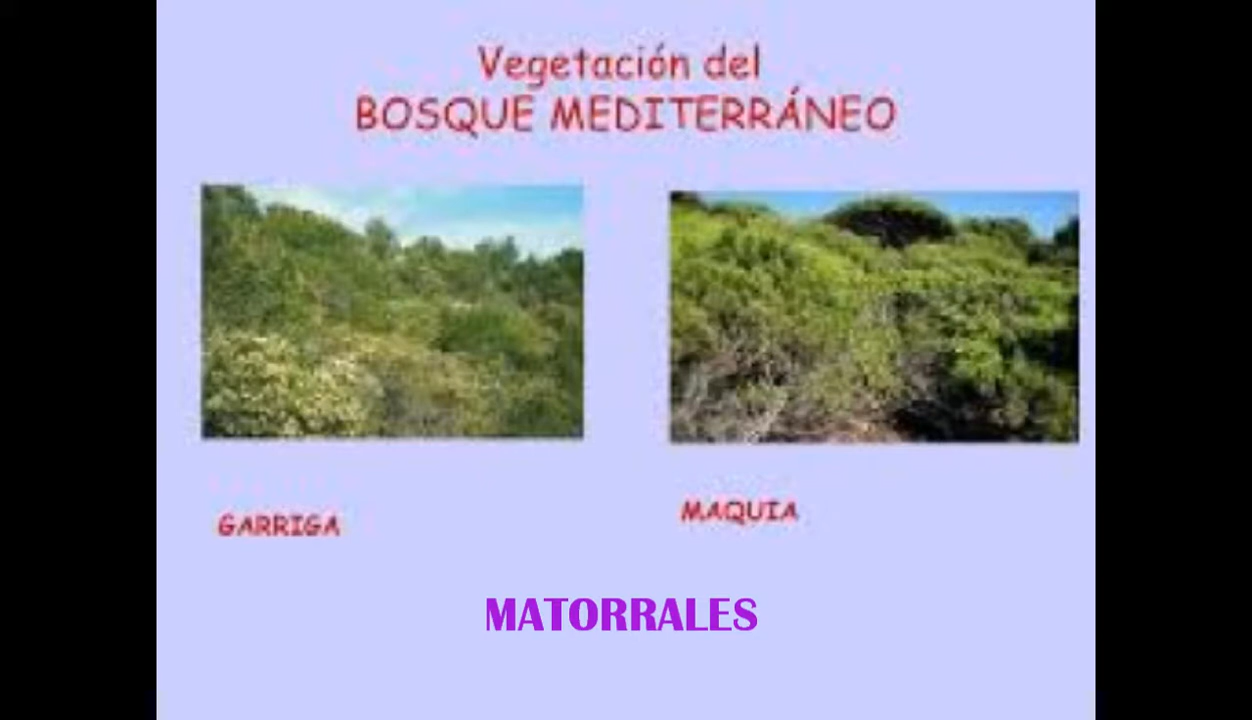 Vegetación del
BOSQUE MEDITERRÁNEO
GARRIGA
MAQUIA
MATORRALES